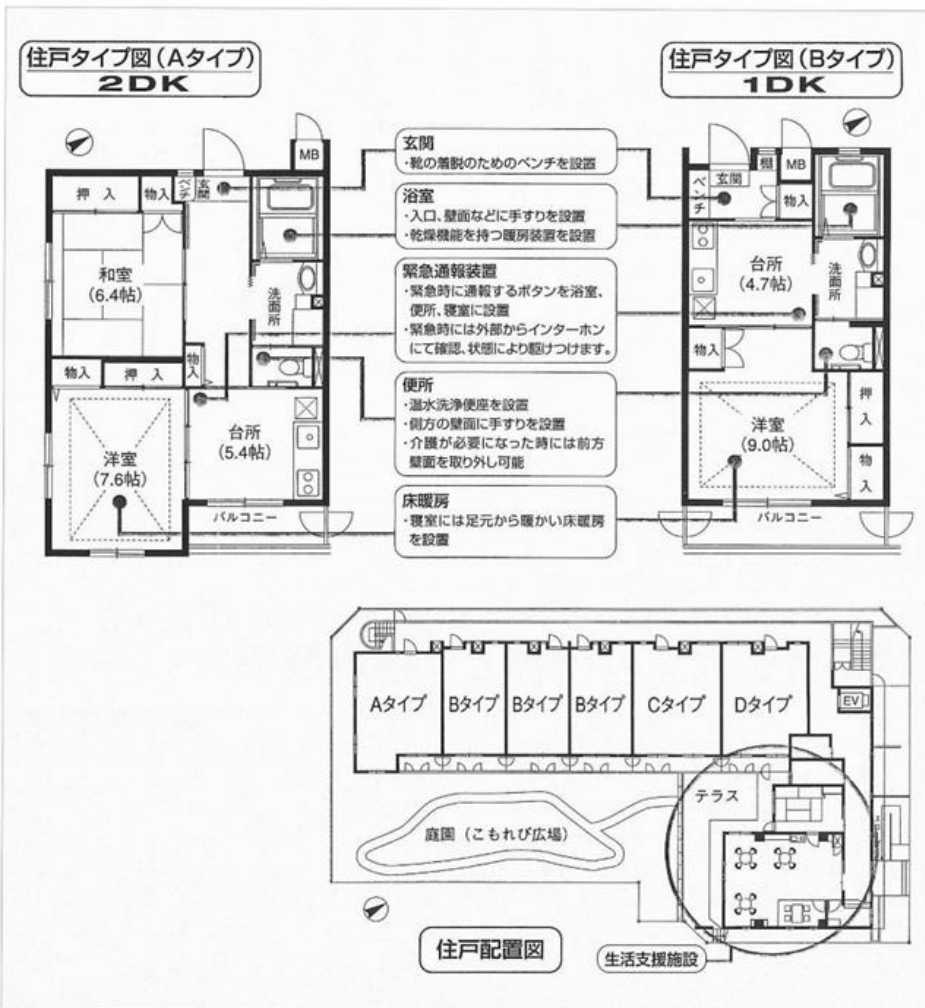 住戸タイプ図(Aタイプ)
2DK
住戸タイプ図(Bタイプ)
1DK
玄関
・靴の着脱のためのベンチを設置
浴室
・入口、壁面などに手すりを設置
・乾燥機能を持つ暖房装置を設置
緊急通報装置
・緊急時に通報するボタンを浴室、
便所、寝室に設置
・緊急時には外部からインターホン
にて確認、状態により駆けつけます。
便所
・温水洗浄便座を設置
・側方の壁面に手すりを設置
・介護が必要になった時には前方
壁面を取り外し可能
床暖房
・寝室には足元から暖かい床暖房
を設置
MB
押入
物入
ベンチ
玄関
和室
(6.4帖)
洗面所
物入
押入
物入
洋室
(7.6帖)
台所
(5.4帖)
バルコニー
棚
MB
ベンチ
玄関
物入
台所
(4.7帖)
洗面所
物入
洋室
(9.0帖)
押入
物入
バルコニー
Aタイプ
Bタイプ
Bタイプ
Bタイプ
Cタイプ
Dタイプ
EV
テラス
庭園(こもれび広場)
住戸配置図
生活支援施設